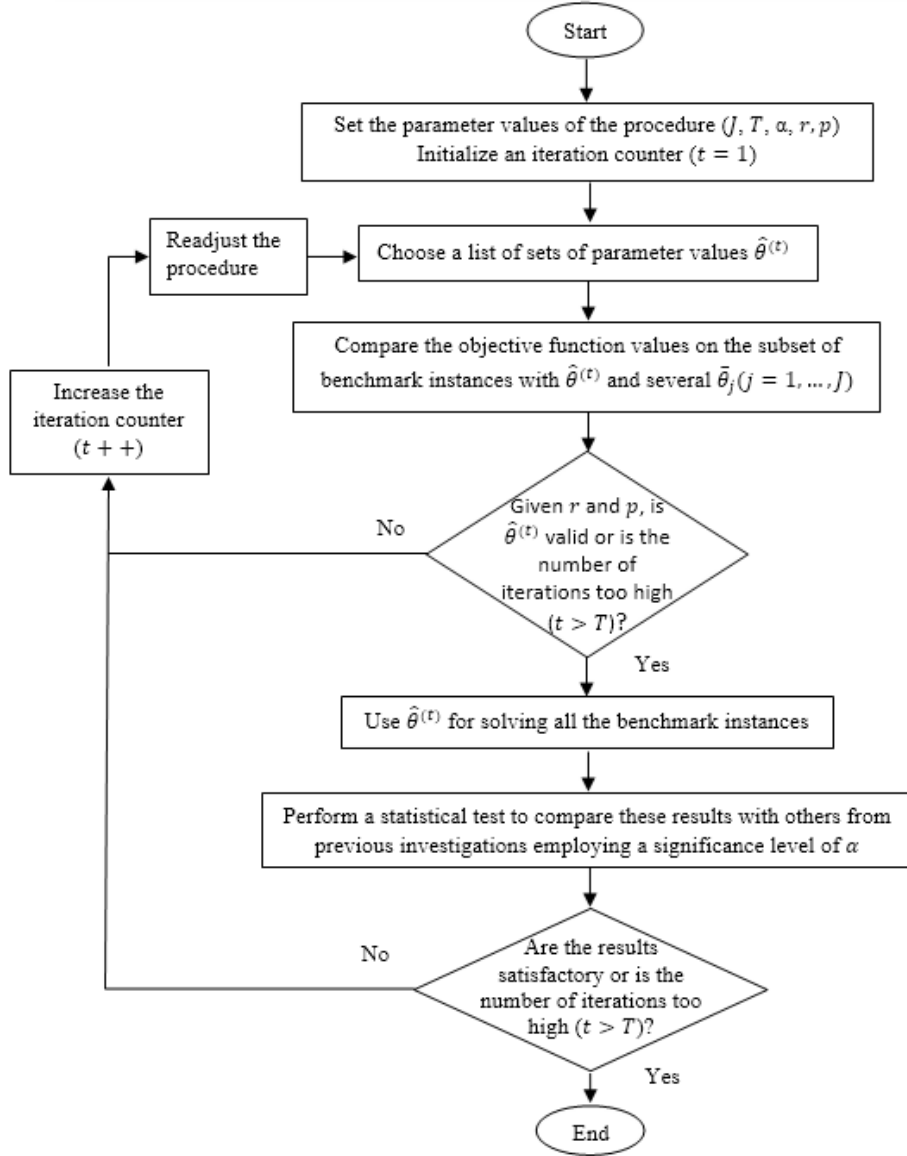 Start
Set the parameter values of the procedure (J, T, α, r, p)
Initialize an iteration counter (t = 1)
Readjust the
procedure
Choose a list of sets of parameter values θ̂⁽ᵗ⁾
Compare the objective function values on the subset of
benchmark instances with θ̂⁽ᵗ⁾ and several θ̄ⱼ(j = 1, … , J)
Increase the
iteration counter
(t + +)
Given r and p, is
θ̂⁽ᵗ⁾ valid or is the
number of
iterations too high
(t > T)?
No
Yes
Use θ̂⁽ᵗ⁾ for solving all the benchmark instances
Perform a statistical test to compare these results with others from
previous investigations employing a significance level of α
Are the results
satisfactory or is the
number of iterations too
high (t > T)?
No
Yes
End